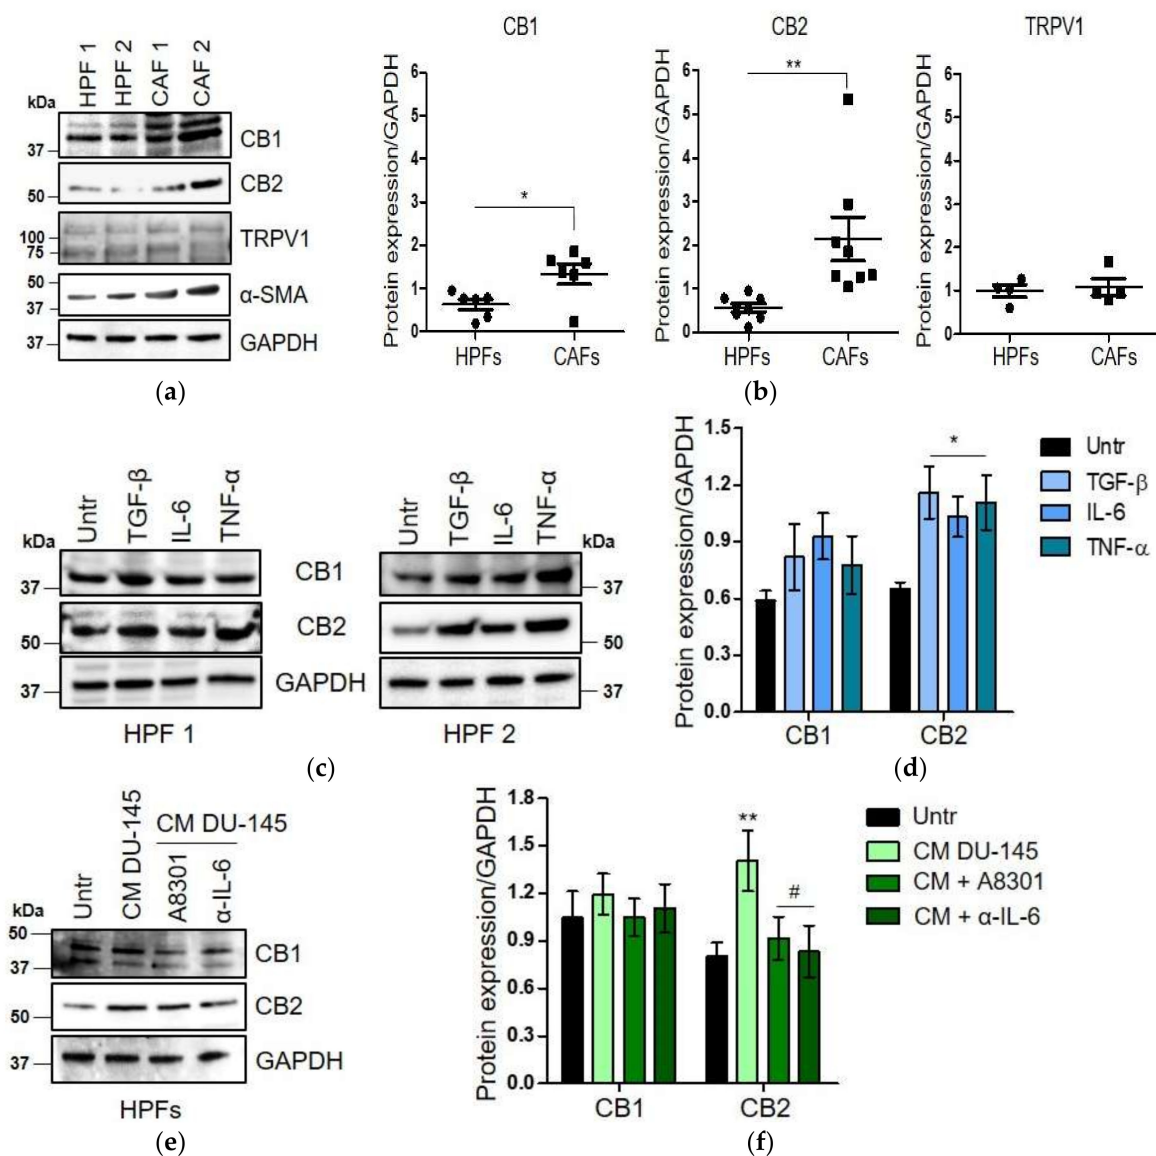 HPF 1
HPF 2
CAF 1
CAF 2
kDa
37
CB1
50
CB2
100
75
TRPV1
50
37
α-SMA
37
GAPDH
(a)
CB1
Protein expression/GAPDH
6
5
4
3
2
1
0
*
HPFs
CAFs
CB2
Protein expression/GAPDH
6
5
4
3
2
1
0
**
HPFs
CAFs
TRPV1
Protein expression/GAPDH
6
5
4
3
2
1
0
HPFs
CAFs
(b)
Untr
TGF-β
IL-6
TNF-α
kDa
37
50
37
HPF 1
CB1
CB2
GAPDH
Untr
TGF-β
IL-6
TNF-α
kDa
37
50
37
HPF 2
(c)
Protein expression/GAPDH
1.5
1.2
0.9
0.6
0.3
0.0
*
CB1
CB2
Untr
TGF-β
IL-6
TNF-α
(d)
CM DU-145
Untr
CM DU-145
A8301
α-IL-6
kDa
50
37
CB1
50
CB2
37
GAPDH
HPFs
(e)
Protein expression/GAPDH
1.8
1.5
1.2
0.9
0.6
0.3
0.0
**
#
CB1
CB2
Untr
CM DU-145
CM + A8301
CM + α-IL-6
(f)